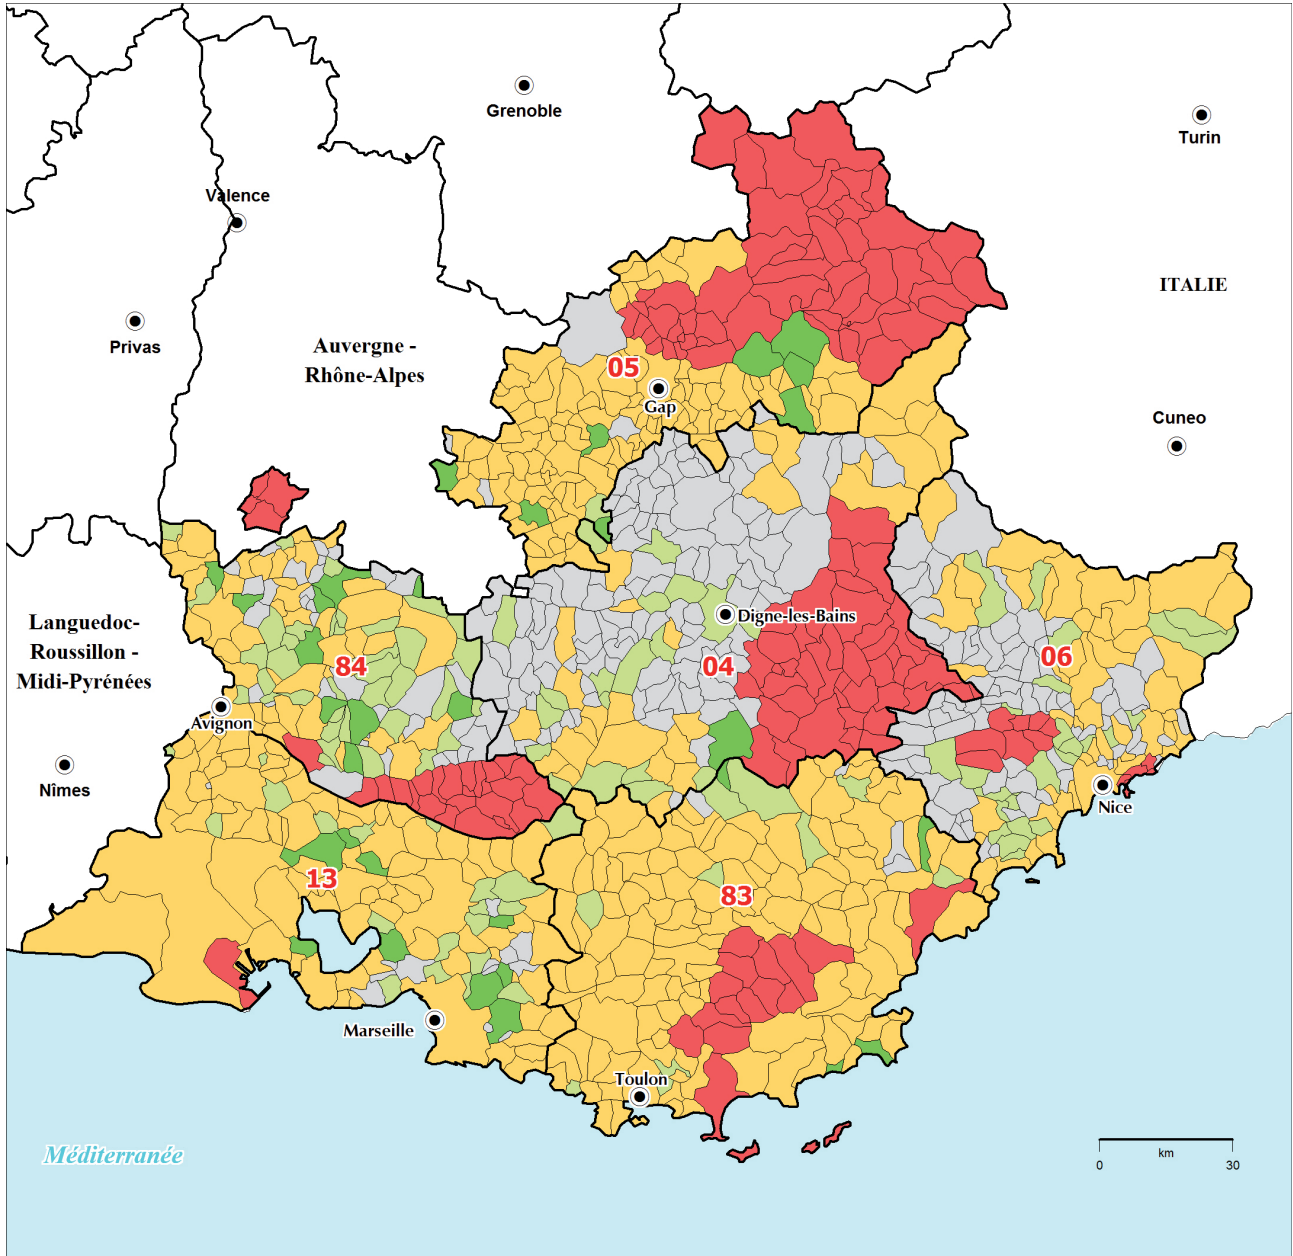 Grenoble
Turin
Valence
ITALIE
Privas
Auvergne -
Rhône-Alpes
05
Gap
Cuneo
Languedoc-
Roussillon -
Midi-Pyrénées
Digne-les-Bains
84
04
06
Avignon
Nîmes
Nice
13
83
Marseille
Toulon
Méditerranée
km
0
30